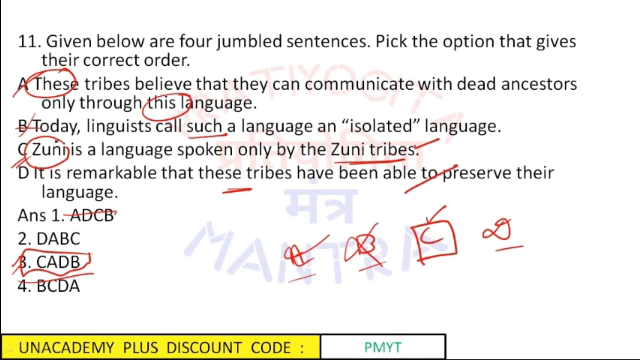 11. Given below are four jumbled sentences. Pick the option that gives
their correct order.
A These tribes believe that they can communicate with dead ancestors
only through this language.
B Today, linguists call such a language an “isolated” language.
C Zuni is a language spoken only by the Zuni tribes.
D It is remarkable that these tribes have been able to preserve their
language.
Ans 1. ADCB
2. DABC
3. CADB
4. BCDA
A B C D
PRATIYOGITA
प्रतियोगिता
मंत्र
MANTRA
UNACADEMY PLUS DISCOUNT CODE : PMYT